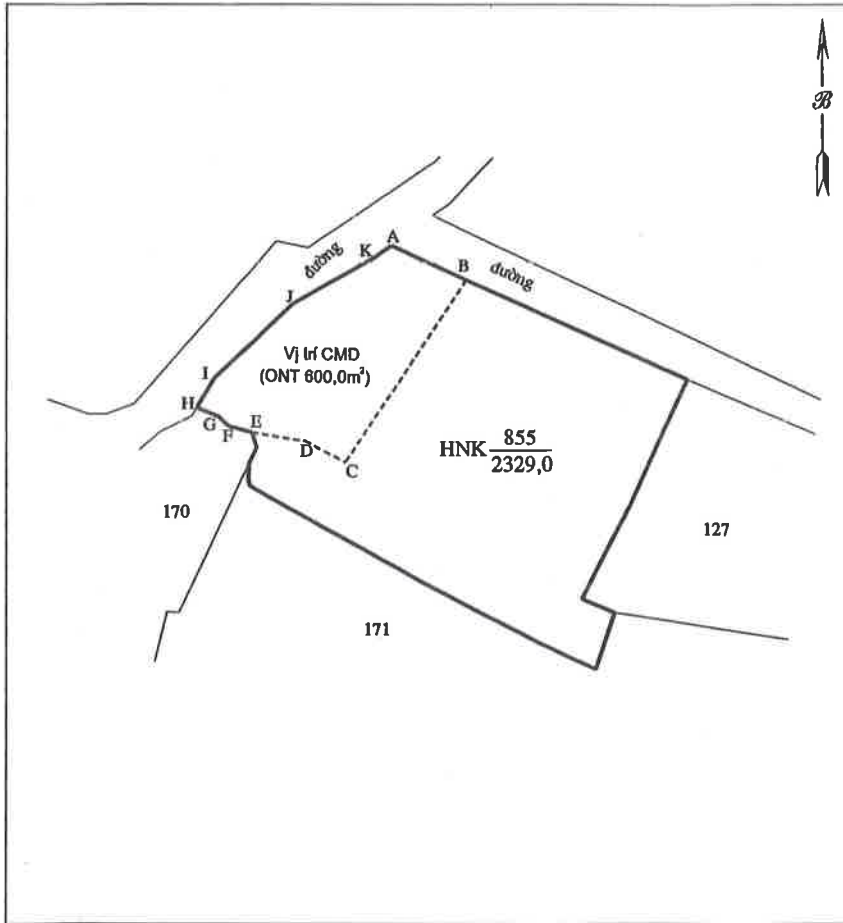 B
A
K
đường
B
đường
J
Vị trí CMD
(ONT 600,0m²)
I
H
G
F
E
D
C
HNK 855
2329,0
170
127
171